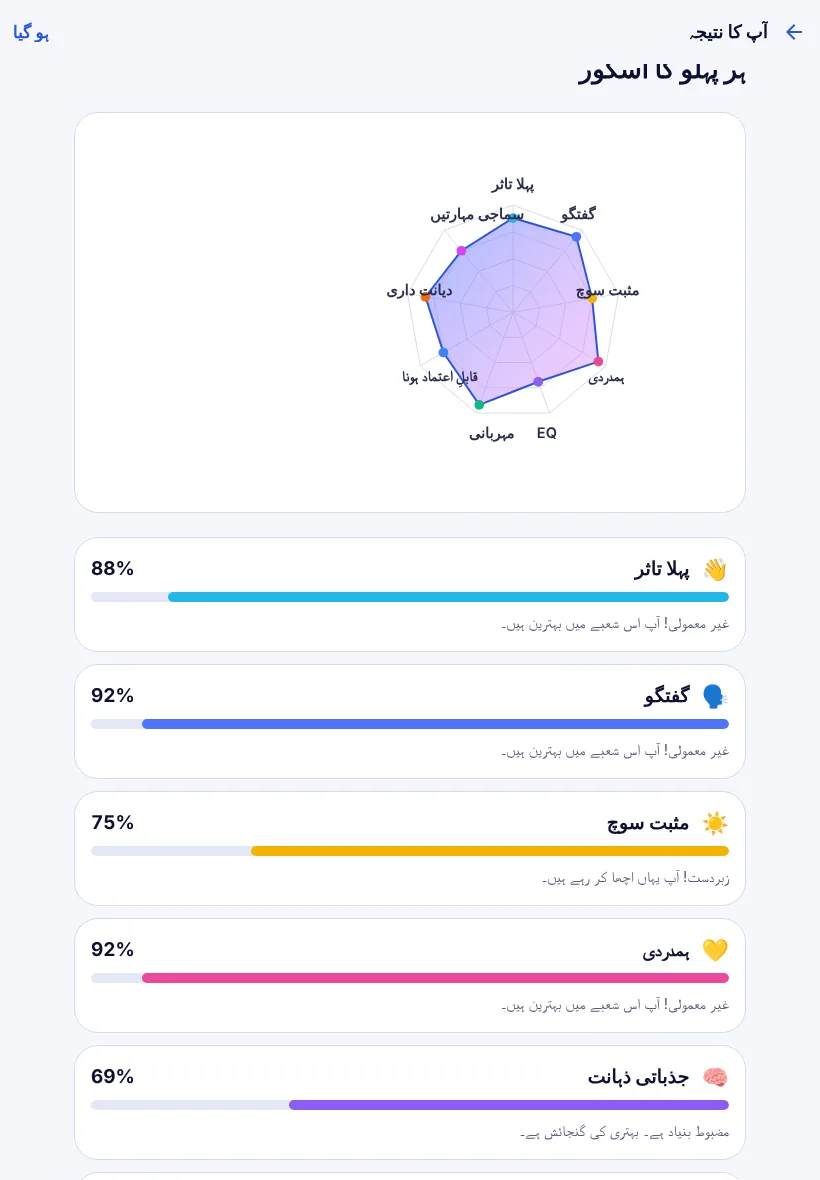 آپ کا نتیجہ
ہو گیا
ہر پہلو کا اسکور
پہلا تاثر
گفتگو
سماجی مہارتیں
مثبت سوچ
دیانت داری
ہمدردی
قابلِ اعتماد ہونا
EQ
مہربانی
پہلا تاثر
88%
غیر معمولی! آپ اس شعبے میں بہترین ہیں۔
گفتگو
92%
غیر معمولی! آپ اس شعبے میں بہترین ہیں۔
مثبت سوچ
75%
زبردست! آپ یہاں اچھا کر رہے ہیں۔
ہمدردی
92%
غیر معمولی! آپ اس شعبے میں بہترین ہیں۔
جذباتی ذہانت
69%
مضبوط بنیاد ہے۔ بہتری کی گنجائش ہے۔